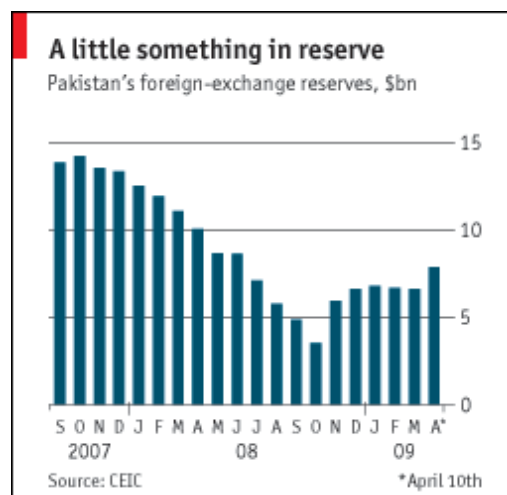 A little something in reserve
Pakistan's foreign-exchange reserves, $bn
15
10
5
0
S O N D J F M A M J J A S O N D J F M A*
2007 08 09
Source: CEIC *April 10th